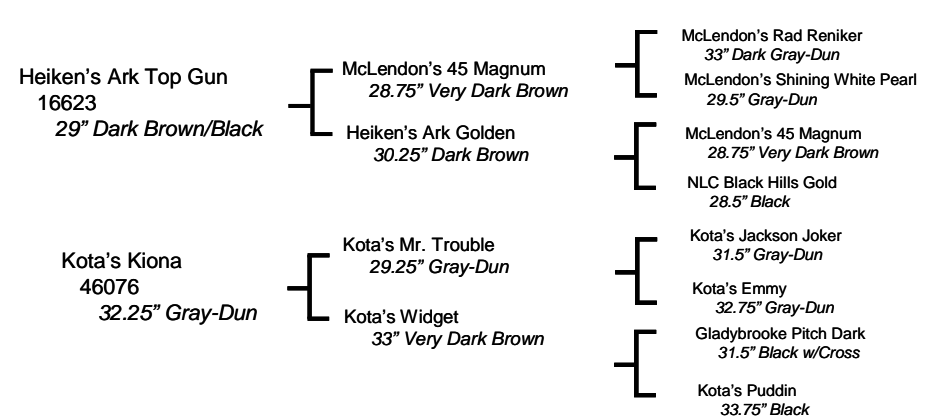 Heiken's Ark Top Gun
16623
29" Dark Brown/Black
McLendon's 45 Magnum
28.75" Very Dark Brown
Heiken's Ark Golden
30.25" Dark Brown
McLendon's Rad Reniker
33" Dark Gray-Dun
McLendon's Shining White Pearl
29.5" Gray-Dun
McLendon's 45 Magnum
28.75" Very Dark Brown
NLC Black Hills Gold
28.5" Black
Kota's Kiona
46076
32.25" Gray-Dun
Kota's Mr. Trouble
29.25" Gray-Dun
Kota's Widget
33" Very Dark Brown
Kota's Jackson Joker
31.5" Gray-Dun
Kota's Emmy
32.75" Gray-Dun
Gladybrooke Pitch Dark
31.5" Black w/Cross
Kota's Puddin
33.75" Black